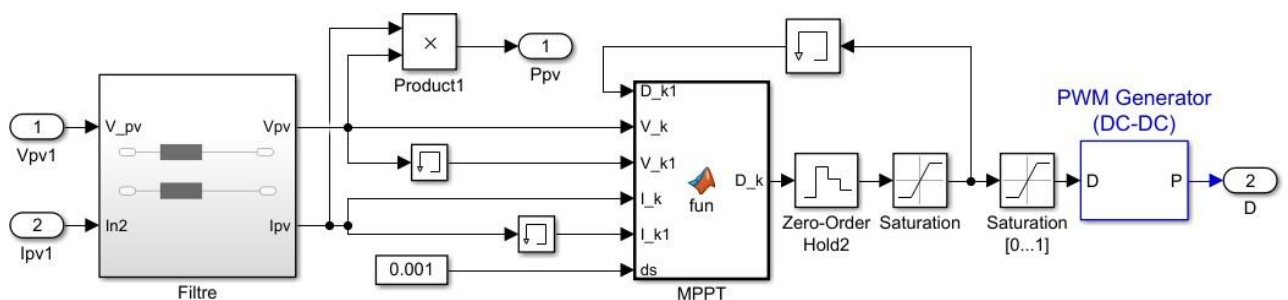 1
Vpv1
2
Ipv1
V_pv
In2
Vpv
Ipv
Filtre
×
Product1
1
Ppv
0.001
D_k1
V_k
V_k1
I_k
I_k1
ds
fun
D_k
MPPT
Zero-Order
Hold2
Saturation
Saturation
[0...1]
PWM Generator
(DC-DC)
D
P
2
D